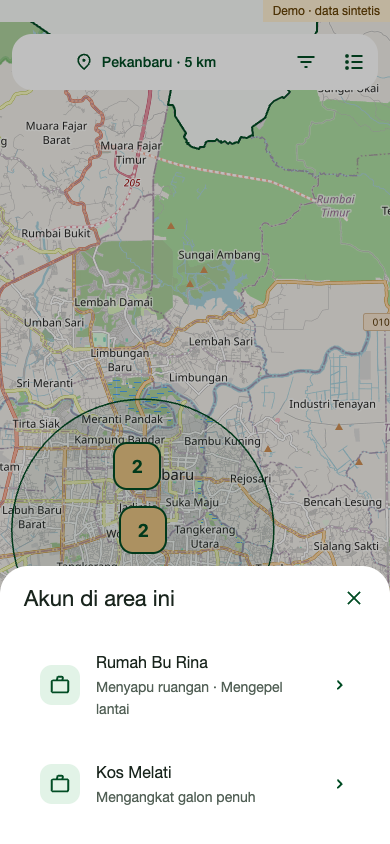 Demo · data sintetis
Pekanbaru · 5 km
Muara Fajar
Barat
Muara Fajar
Timur
205
Rumbai
Timur
Rumbai Bukit
Sungai Ambang
Lembah Damai
010
Umban Sari
Lembah Sari
Limbungan
Baru
Limbungan
Sri Meranti
Industri Tenayan
Meranti Pandak
Tirta Siak
Kampung Bandar
Bambu Kuning
2
baru
Rejosari
Labuh Baru
Barat
Suka Maju
Bencah Lesung
2
Tangkerang
Utara
Sialang Sakti
Akun di area ini
Rumah Bu Rina
Menyapu ruangan · Mengepel
lantai
Kos Melati
Mengangkat galon penuh